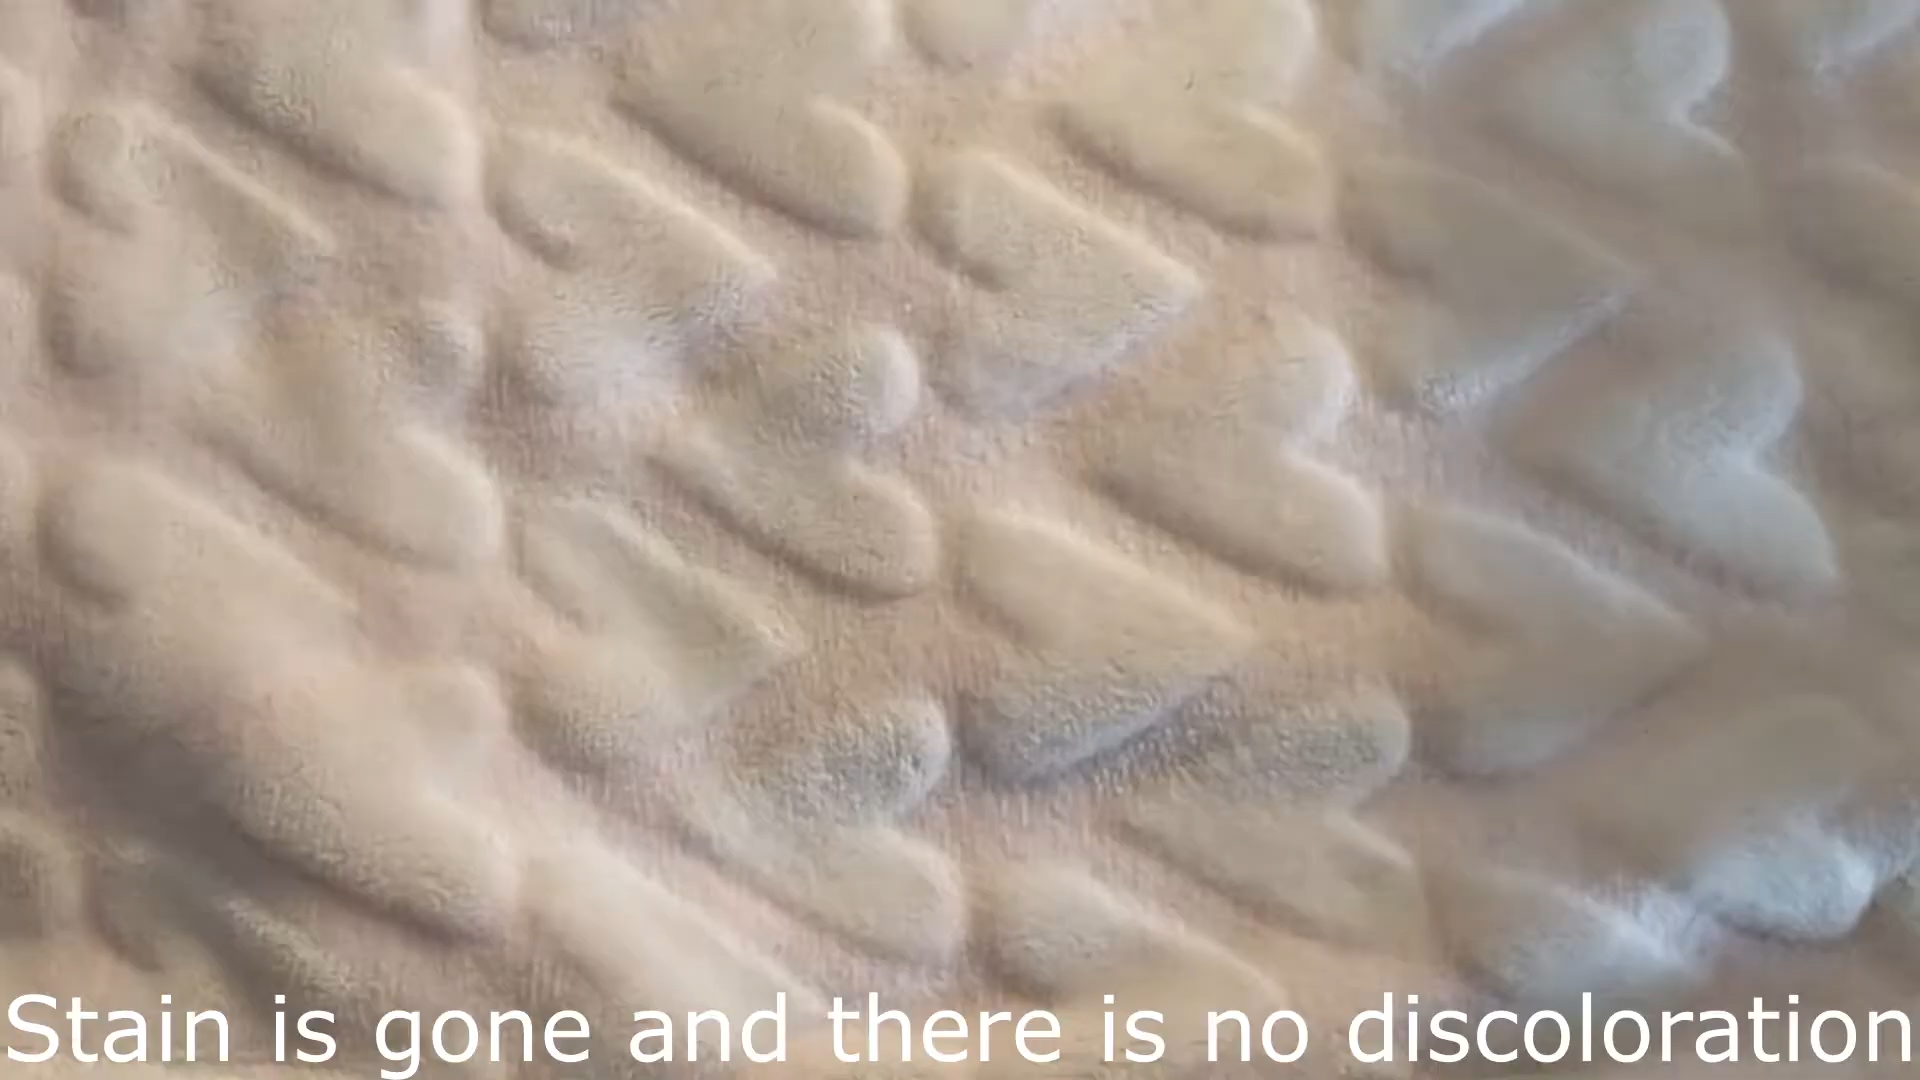 Stain is gone and there is no discoloration